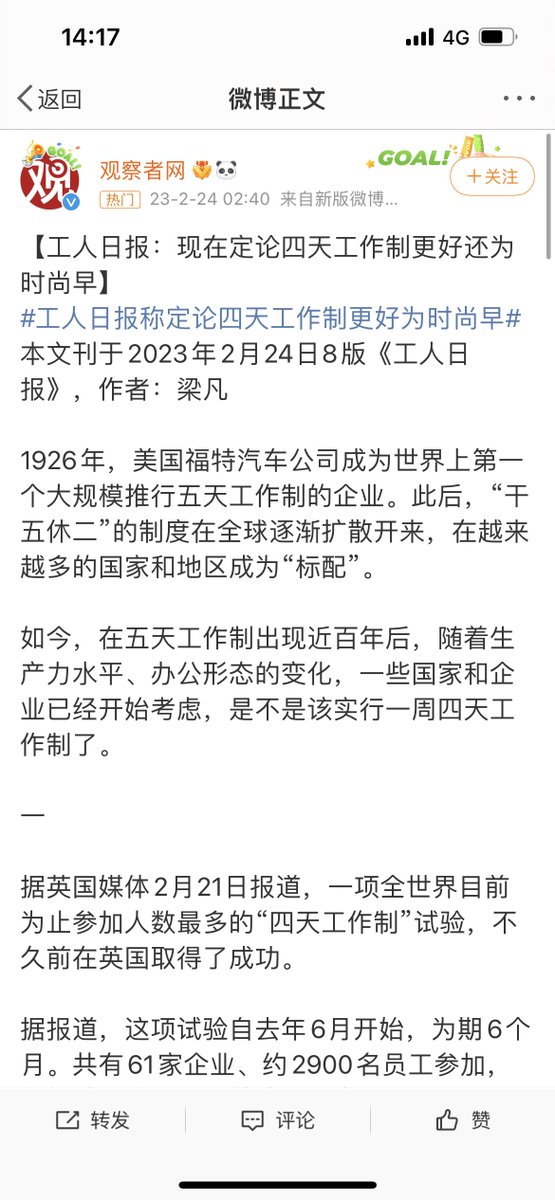 14:17
4G
返回
微博正文
观
GOAL!
观察者网
GOAL!
+关注
热门 23-2-24 02:40 来自新版微博...
【工人日报：现在定论四天工作制更好还为
时尚早】
#工人日报称定论四天工作制更好为时尚早#
本文刊于2023年2月24日8版《工人日
报》，作者：梁凡
1926年，美国福特汽车公司成为世界上第一
个大规模推行五天工作制的企业。此后，“干
五休二”的制度在全球逐渐扩散开来，在越来
越多的国家和地区成为“标配”。
如今，在五天工作制出现近百年后，随着生
产力水平、办公形态的变化，一些国家和企
业已经开始考虑，是不是该实行一周四天工
作制了。
一
据英国媒体2月21日报道，一项全世界目前
为止参加人数最多的“四天工作制”试验，不
久前在英国取得了成功。
据报道，这项试验自去年6月开始，为期6个
月。共有61家企业、约2900名员工参加，
转发
评论
赞